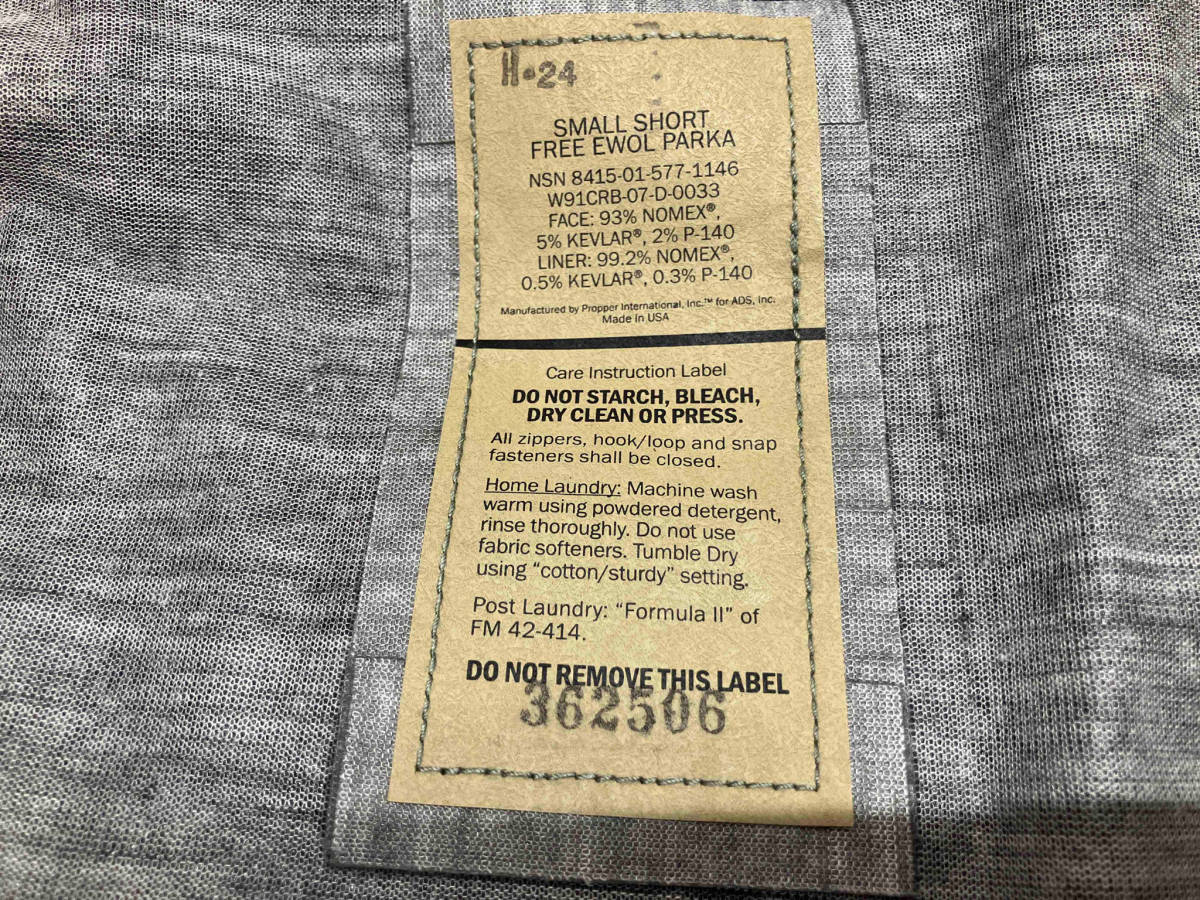 H-24
SMALL SHORT
FREE EWOL PARKA
NSN 8415-01-577-1146
W91CRB-07-D-0033
FACE: 93% NOMEX®,
5% KEVLAR®, 2% P-140
LINER: 99.2% NOMEX®,
0.5% KEVLAR®, 0.3% P-140
Manufactured by Propper International, Inc.™ for ADS, Inc.
Made in USA
Care Instruction Label
DO NOT STARCH, BLEACH,
DRY CLEAN OR PRESS.
All zippers, hook/loop and snap
fasteners shall be closed.
Home Laundry: Machine wash
warm using powdered detergent,
rinse thoroughly. Do not use
fabric softeners. Tumble Dry
using “cotton/sturdy” setting.
Post Laundry: “Formula II” of
FM 42-414.
DO NOT REMOVE THIS LABEL
362506